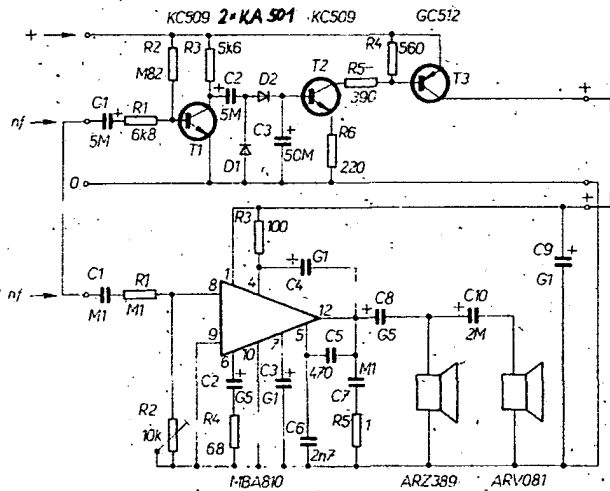 KC509 2×KA501 KC509 GC512
+
R2 R3 5k6
M82
T2
R4
560
R5
390
T3
C2 D2
5M
+
nf
C1
5M
R1
6k8
T1
D1
C3
50M
R6
220
+
0
+
R3
100
G1
C4
C9
G1
nf
C1
M1
R1
M1
8
1
4
12
9
6
10
7
5
C8
G5
C10
2M
C5
470
M1
C7
C2
G5
C3
G1
R2
10k
R4
68
C6
2n7
R5
1
MBA810
ARZ389
ARV081